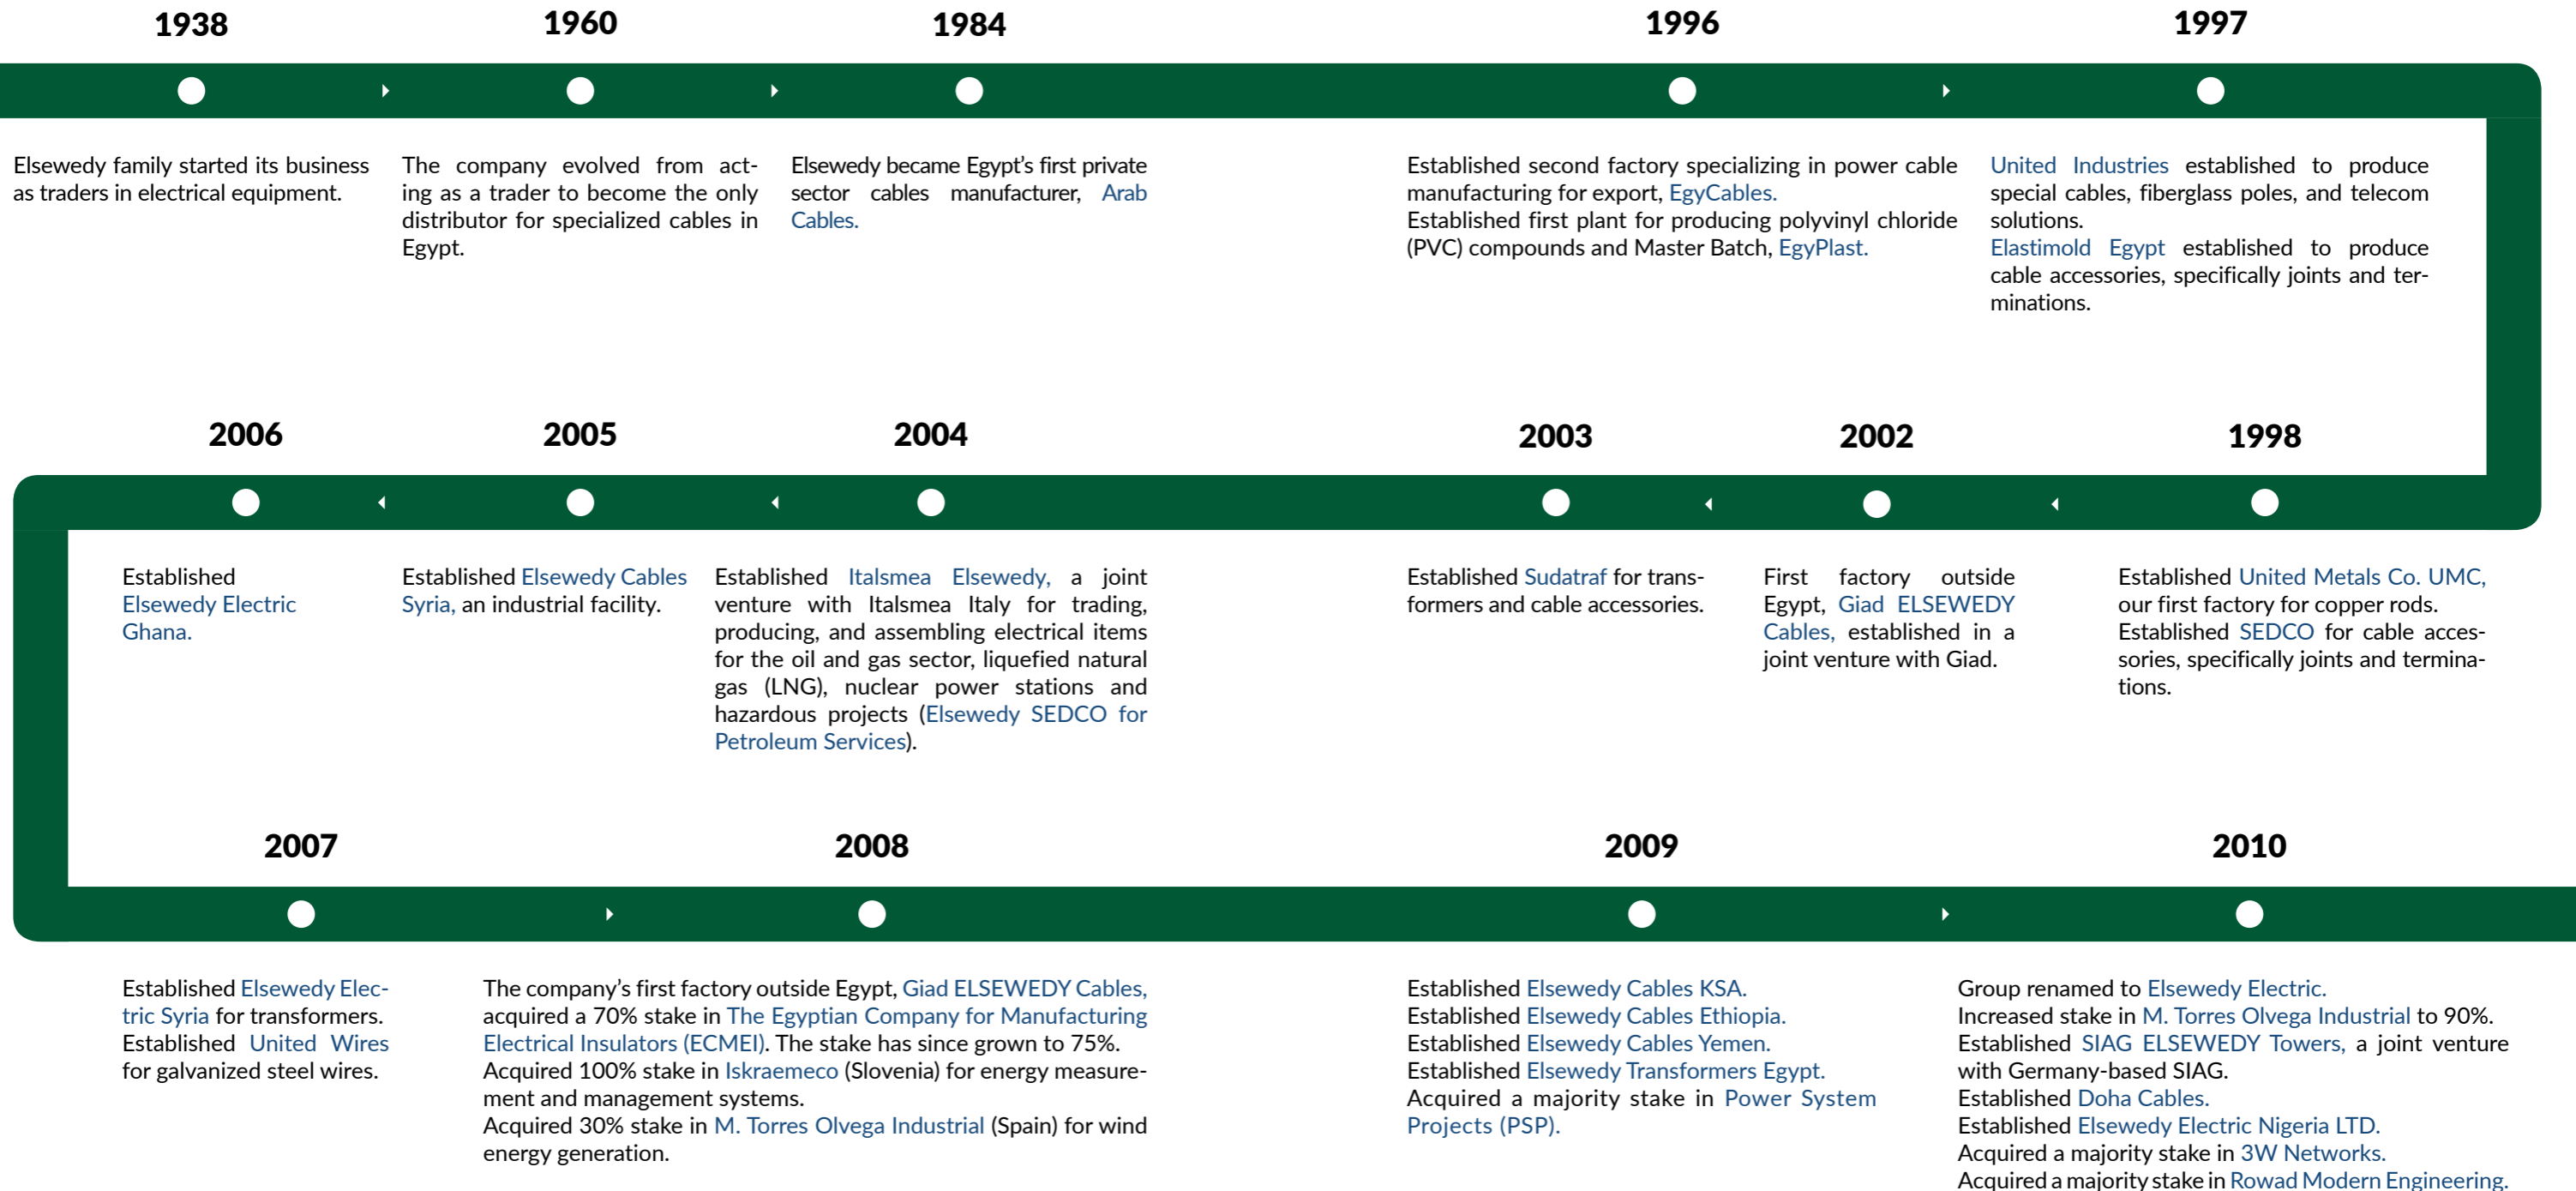 1938
Elsewedy family started its business
as traders in electrical equipment.
1960
The company evolved from act-
ing as a trader to become the only
distributor for specialized cables in
Egypt.
1984
Elsewedy became Egypt’s first private
sector cables manufacturer, Arab
Cables.
1996
Established second factory specializing in power cable
manufacturing for export, EgyCables.
Established first plant for producing polyvinyl chloride
(PVC) compounds and Master Batch, EgyPlast.
1997
United Industries established to produce
special cables, fiberglass poles, and telecom
solutions.
Elastimold Egypt established to produce
cable accessories, specifically joints and ter-
minations.
1998
Established United Metals Co. UMC,
our first factory for copper rods.
Established SEDCO for cable acces-
sories, specifically joints and termina-
tions.
2002
First factory outside
Egypt, Giad ELSEWEDY
Cables, established in a
joint venture with Giad.
2003
Established Sudatraf for trans-
formers and cable accessories.
2004
Established Italsmea Elsewedy, a joint
venture with Italsmea Italy for trading,
producing, and assembling electrical items
for the oil and gas sector, liquefied natural
gas (LNG), nuclear power stations and
hazardous projects (Elsewedy SEDCO for
Petroleum Services).
2005
Established Elsewedy Cables
Syria, an industrial facility.
2006
Established
Elsewedy Electric
Ghana.
2007
Established Elsewedy Elec-
tric Syria for transformers.
Established United Wires
for galvanized steel wires.
2008
The company’s first factory outside Egypt, Giad ELSEWEDY Cables,
acquired a 70% stake in The Egyptian Company for Manufacturing
Electrical Insulators (ECMEI). The stake has since grown to 75%.
Acquired 100% stake in Iskraemeco (Slovenia) for energy measure-
ment and management systems.
Acquired 30% stake in M. Torres Olvega Industrial (Spain) for wind
energy generation.
2009
Established Elsewedy Cables KSA.
Established Elsewedy Cables Ethiopia.
Established Elsewedy Cables Yemen.
Established Elsewedy Transformers Egypt.
Acquired a majority stake in Power System
Projects (PSP).
2010
Group renamed to Elsewedy Electric.
Increased stake in M. Torres Olvega Industrial to 90%.
Established SIAG ELSEWEDY Towers, a joint venture
with Germany-based SIAG.
Established Doha Cables.
Established Elsewedy Electric Nigeria LTD.
Acquired a majority stake in 3W Networks.
Acquired a majority stake in Rowad Modern Engineering.